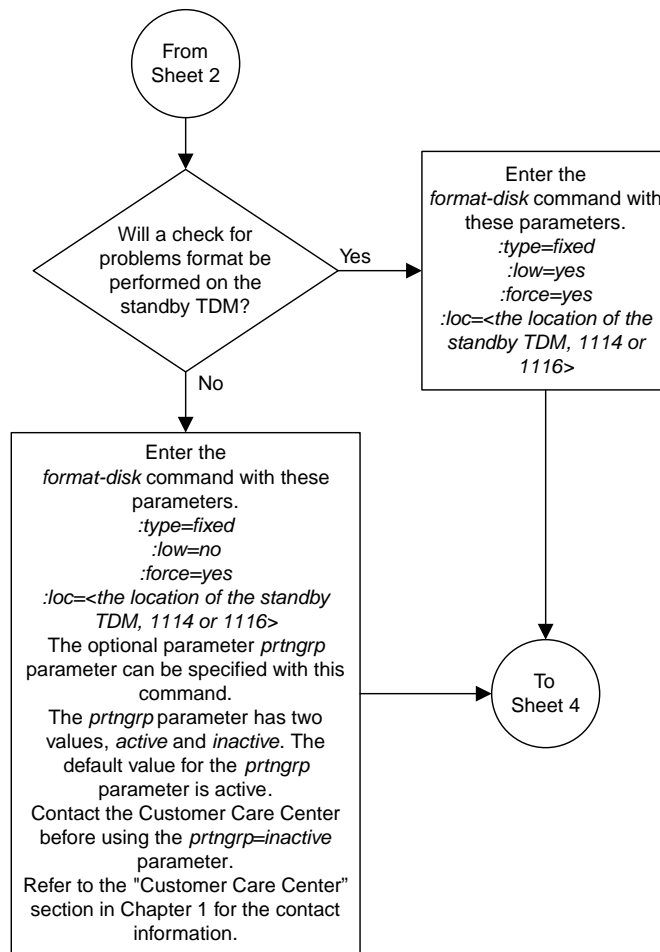 From
Sheet 2
Will a check for
problems format be
performed on the
standby TDM?
Yes
No
Enter the
format-disk command with
these parameters.
:type=fixed
:low=yes
:force=yes
:loc=<the location of the
standby TDM, 1114 or
1116>
Enter the
format-disk command with these
parameters.
:type=fixed
:low=no
:force=yes
:loc=<the location of the standby
TDM, 1114 or 1116>
The optional parameter prtngrp
parameter can be specified with this
command.
The prtngrp parameter has two
values, active and inactive. The
default value for the prtngrp
parameter is active.
Contact the Customer Care Center
before using the prtngrp=inactive
parameter.
Refer to the "Customer Care Center”
section in Chapter 1 for the contact
information.
To
Sheet 4